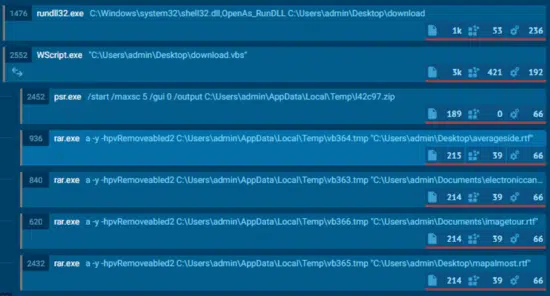 1476 rundll32.exe C:\Windows\system32\shell32.dll,OpenAs_RunDLL C:\Users\admin\Desktop\download
1k 53 236
2552 WScript.exe "C:\Users\admin\Desktop\download.vbs"
3k 421 192
2452 psr.exe /start /maxsc 5 /gui 0 /output C:\Users\admin\AppData\Local\Temp\l42c97.zip
189 0 66
936 rar.exe a -y -hpvRemoveabled2 C:\Users\admin\AppData\Local\Temp\vb364.tmp "C:\Users\admin\Desktop\averageside.rtf"
213 39 66
840 rar.exe a -y -hpvRemoveabled2 C:\Users\admin\AppData\Local\Temp\vb363.tmp "C:\Users\admin\Documents\electroniccan...
214 39 66
620 rar.exe a -y -hpvRemoveabled2 C:\Users\admin\AppData\Local\Temp\vb366.tmp "C:\Users\admin\Documents\imagetour.rtf"
214 39 66
2432 rar.exe a -y -hpvRemoveabled2 C:\Users\admin\AppData\Local\Temp\vb365.tmp "C:\Users\admin\Desktop\mapalmost.rtf"
214 39 66